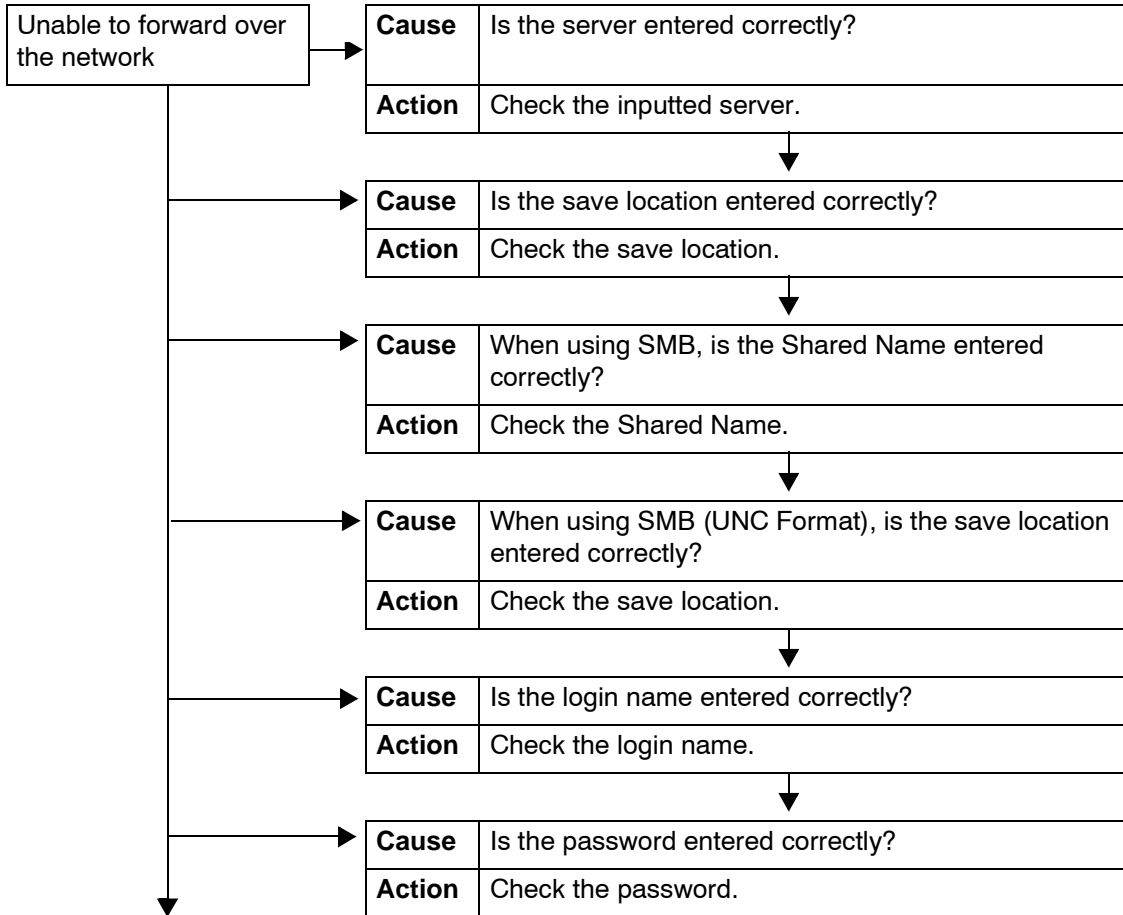 Unable to forward over
the network
Cause Is the server entered correctly?
Action Check the inputted server.
Cause Is the save location entered correctly?
Action Check the save location.
Cause When using SMB, is the Shared Name entered
correctly?
Action Check the Shared Name.
Cause When using SMB (UNC Format), is the save location
entered correctly?
Action Check the save location.
Cause Is the login name entered correctly?
Action Check the login name.
Cause Is the password entered correctly?
Action Check the password.